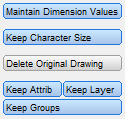 Maintain Dimension Values
Keep Character Size
Delete Original Drawing
Keep Attrib Keep Layer
Keep Groups